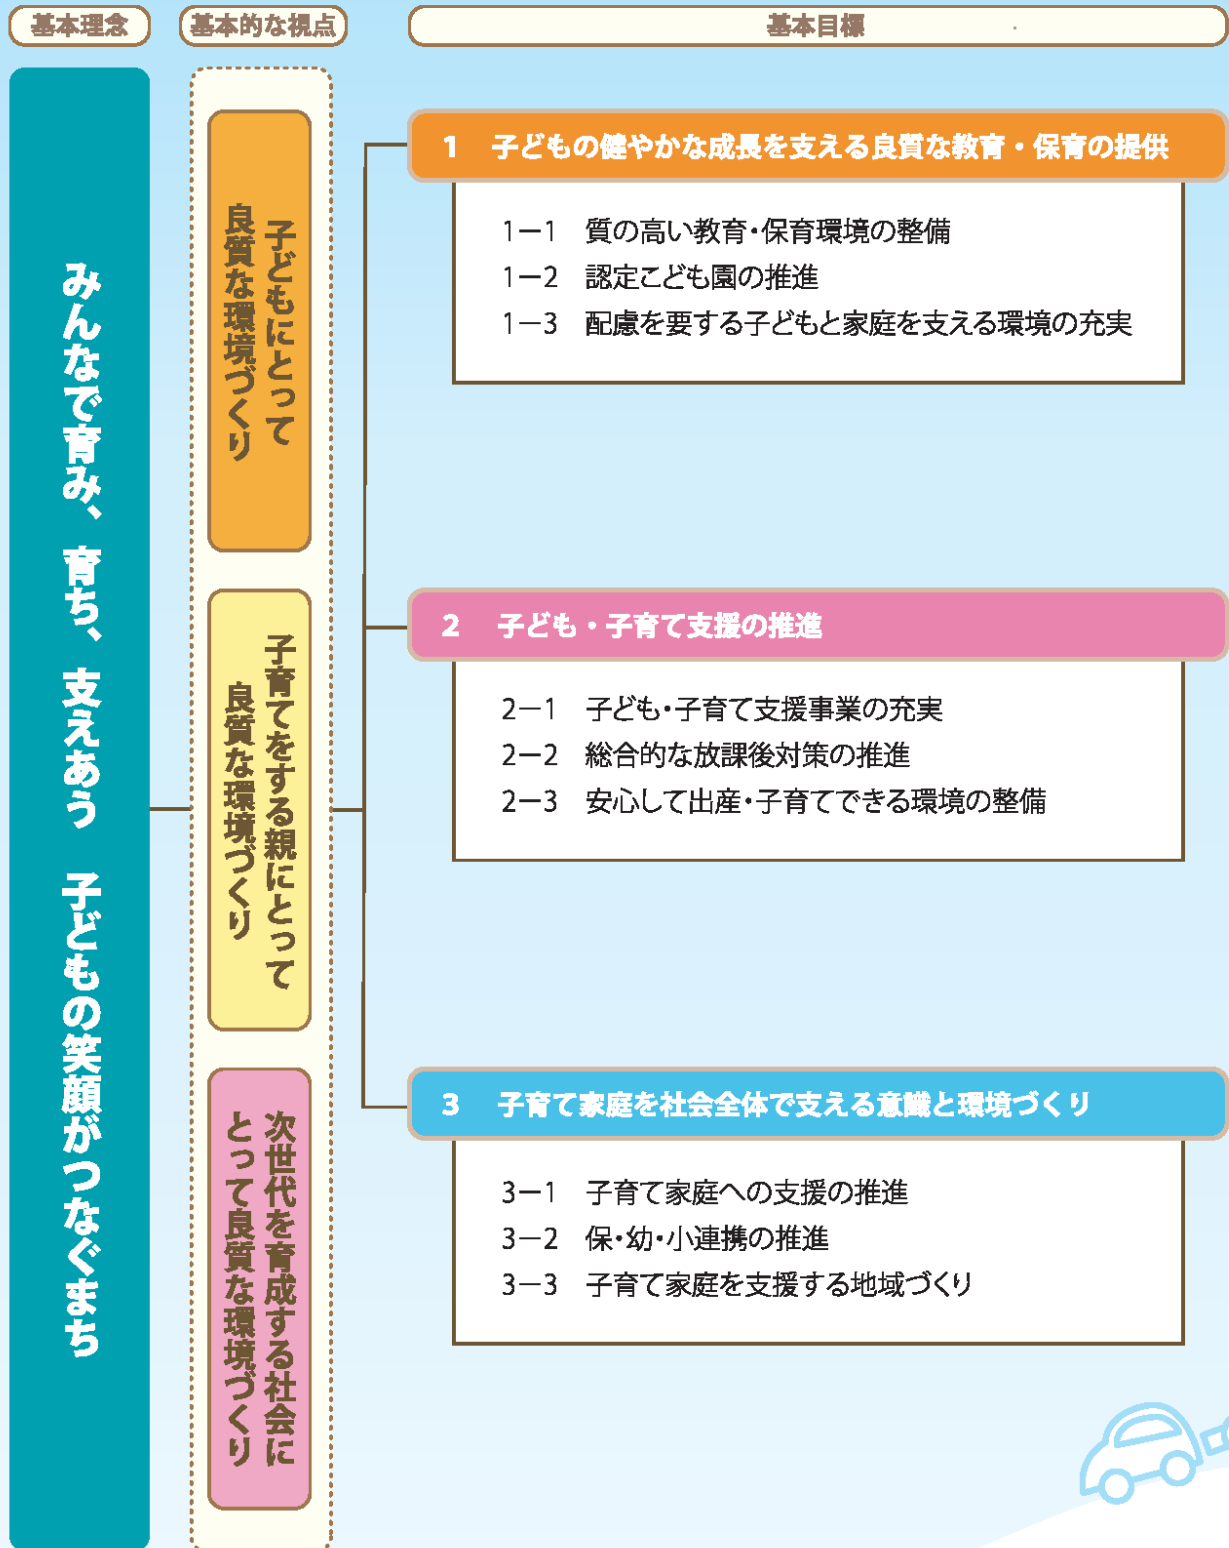 基本理念
基本的な視点
基本目標
みんなで育み、育ち、支えあう　子どもの笑顔がつなぐまち
子どもにとって
良質な環境づくり
子育てをする親にとって
良質な環境づくり
次世代を育成する社会に
とって良質な環境づくり
1　子どもの健やかな成長を支える良質な教育・保育の提供
1－1　質の高い教育・保育環境の整備
1－2　認定こども園の推進
1－3　配慮を要する子どもと家庭を支える環境の充実
2　子ども・子育て支援の推進
2－1　子ども・子育て支援事業の充実
2－2　総合的な放課後対策の推進
2－3　安心して出産・子育てできる環境の整備
3　子育て家庭を社会全体で支える意識と環境づくり
3－1　子育て家庭への支援の推進
3－2　保・幼・小連携の推進
3－3　子育て家庭を支援する地域づくり